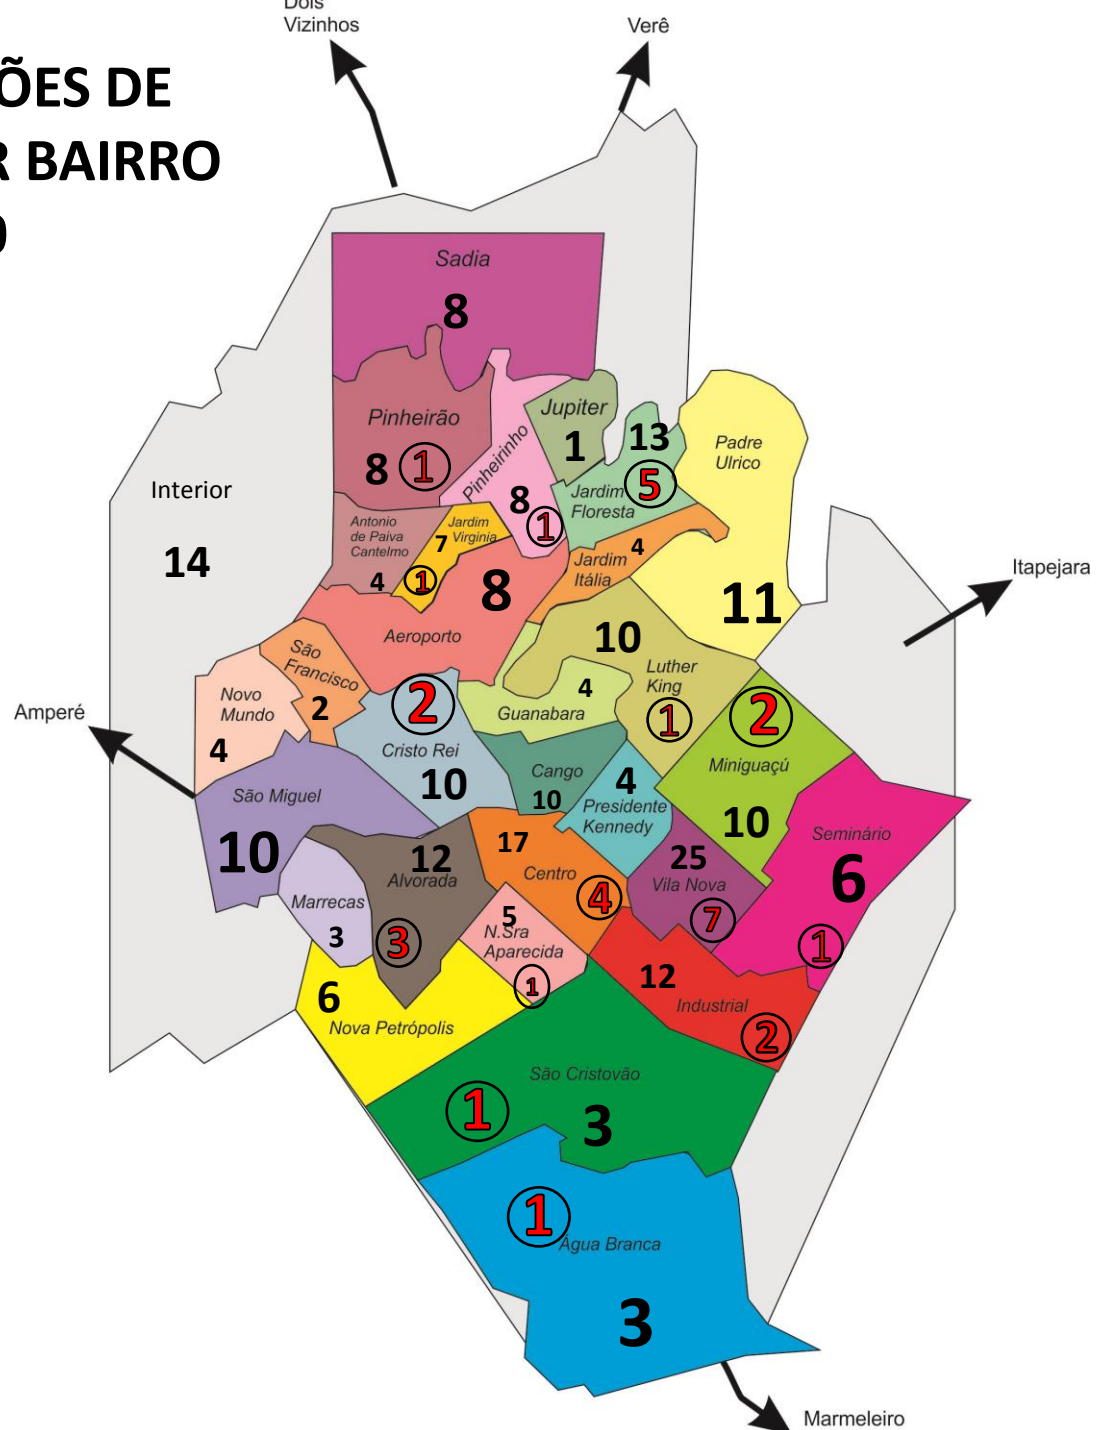 Dois
Vizinhos
Verê
ÕES DE
R BAIRRO
Sadia
8
Pinheirão
8 1
Pinheirinho
8
1
Jupiter
1
13
5
Jardim
Floresta
Padre
Ulrico
11
Interior
14
Antonio
de Paiva
Cantelmo
4
Jardim
Virginia
7
1
Jardim
Itália
4
Itapejara
8
Aeroporto
10
Luther
King
1
São
Francisco
2
Novo
Mundo
4
Amperé
2
Cristo Rei
10
4
Guanabara
2
Miniguaçú
10
Cango
10
4
Presidente
Kennedy
São Miguel
10
Seminário
6
1
12
Alvorada
3
17
Centro
4
25
Vila Nova
7
Marrecas
3
5
N.Sra
Aparecida
1
6
Nova Petrópolis
12
Industrial
2
São Cristovão
1
3
1
Água Branca
3
Marmeleiro